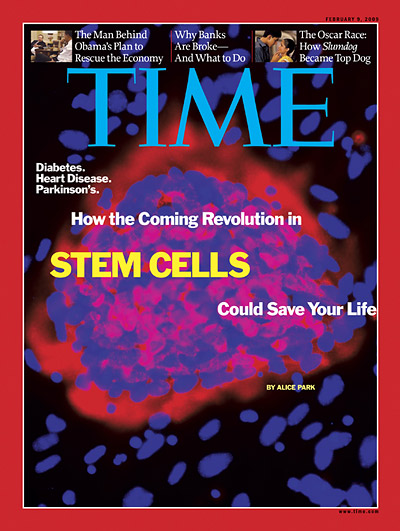 FEBRUARY 9, 2009
The Man Behind
Obama's Plan to
Rescue the Economy
Why Banks
Are Broke—
And What to Do
The Oscar Race:
How Slumdog
Became Top Dog
TIME
Diabetes.
Heart Disease.
Parkinson's.
How the Coming Revolution in
STEM CELLS
Could Save Your Life
BY ALICE PARK
www.time.com